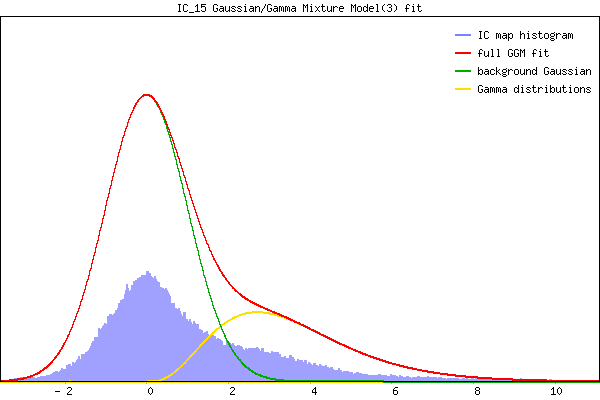 IC_15 Gaussian/Gamma Mixture Model(3) fit
IC map histogram
full GGM fit
background Gaussian
Gamma distributions
-2 0 2 4 6 8 10